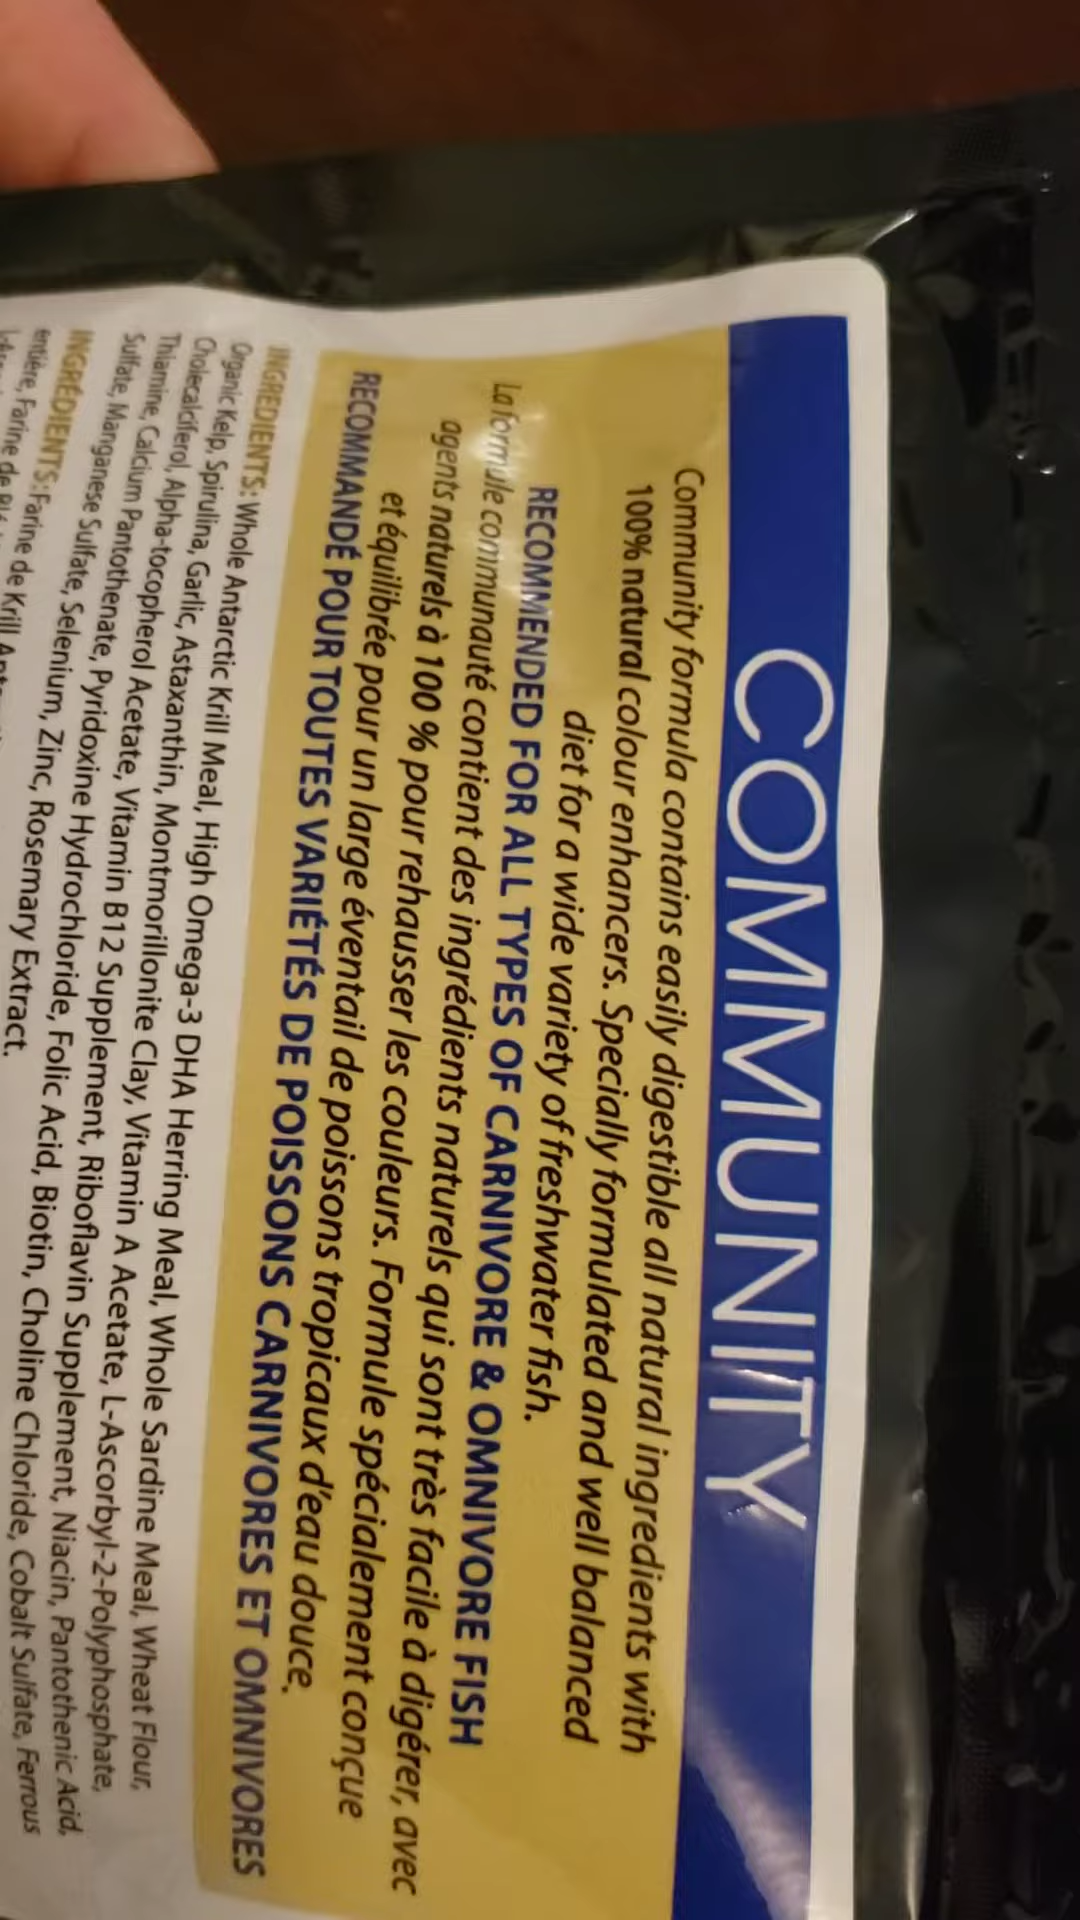 COMMUNITY
Community formula contains easily digestible all natural ingredients with
100% natural colour enhancers. Specially formulated and well balanced
diet for a wide variety of freshwater fish.
RECOMMENDED FOR ALL TYPES OF CARNIVORE & OMNIVORE FISH
La formule communauté contient des ingrédients naturels qui sont très facile à digérer, avec
agents naturels à 100 % pour rehausser les couleurs. Formule spécialement conçue
et équilibrée pour un large éventail de poissons tropicaux d'eau douce.
RECOMMANDÉ POUR TOUTES VARIÉTÉS DE POISSONS CARNIVORES ET OMNIVORES
INGREDIENTS: Whole Antarctic Krill Meal, High Omega-3 DHA Herring Meal, Whole Sardine Meal, Wheat Flour,
Organic Kelp, Spirulina, Garlic, Astaxanthin, Montmorillonite Clay, Vitamin A Acetate, L-Ascorbyl-2-Polyphosphate,
Cholecalciferol, Alpha-tocopherol Acetate, Vitamin B12 Supplement, Riboflavin Supplement, Niacin, Pantothenic Acid,
Thiamine, Calcium Pantothenate, Pyridoxine Hydrochloride, Folic Acid, Biotin, Choline Chloride, Cobalt Sulfate, Ferrous
Sulfate, Manganese Sulfate, Selenium, Zinc, Rosemary Extract.
INGRÉDIENTS: Farine de Krill
entière, Farine de